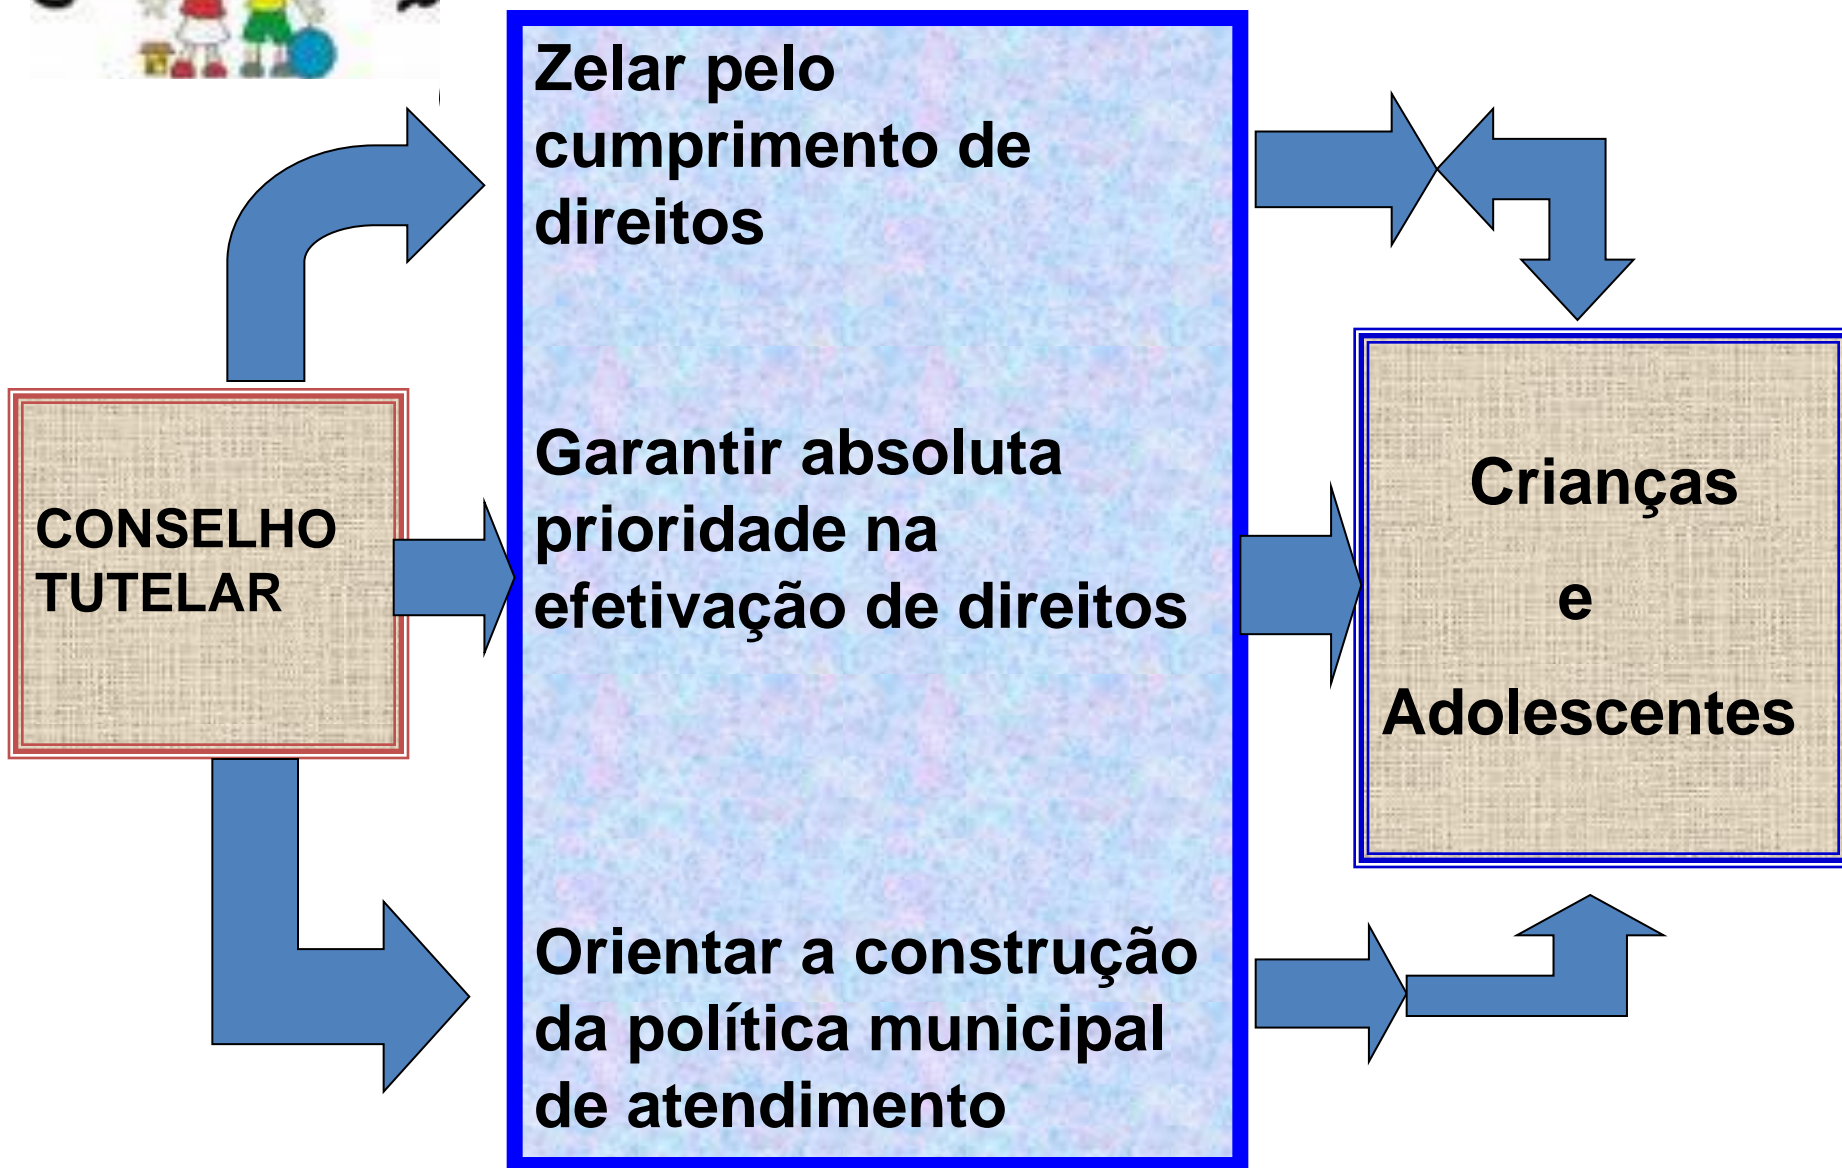 Zelar pelo
cumprimento de
direitos
CONSELHO
TUTELAR
Garantir absoluta
prioridade na
efetivação de direitos
Crianças
e
Adolescentes
Orientar a construção
da política municipal
de atendimento